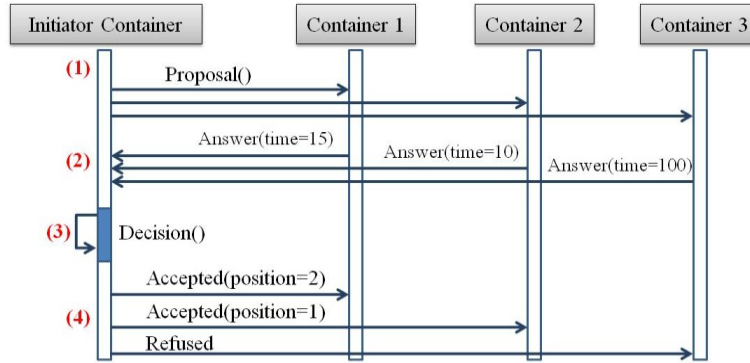 Initiator Container
Container 1
Container 2
Container 3
(1)
Proposal()
Answer(time=15)
(2)
Answer(time=10)
Answer(time=100)
(3)
Decision()
Accepted(position=2)
(4)
Accepted(position=1)
Refused